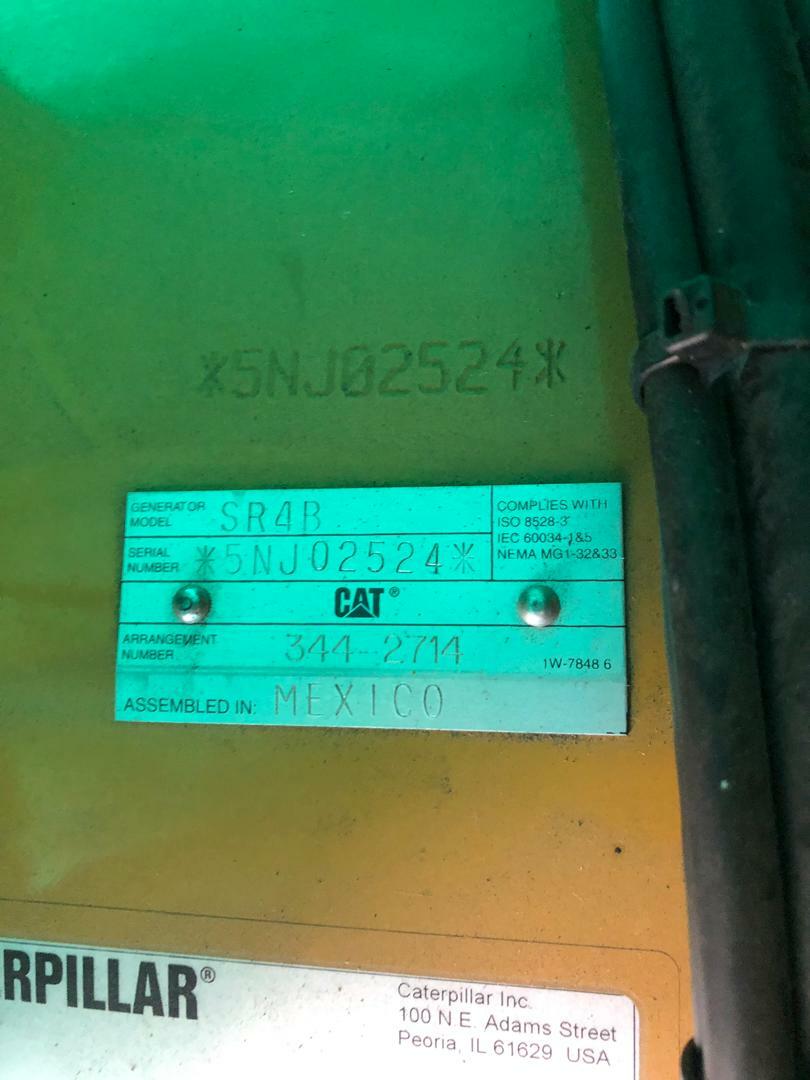 *5NJ02524*
GENERATOR MODEL SR4B
SERIAL NUMBER *5NJ02524*
COMPLIES WITH
ISO 8528-3
IEC 60034-1&5
NEMA MG1-32&33
CAT®
ARRANGEMENT NUMBER 344-2714
1W-7848 6
ASSEMBLED IN: MEXICO
ERPILLAR®
Caterpillar Inc.
100 N.E. Adams Street
Peoria, IL 61629 USA